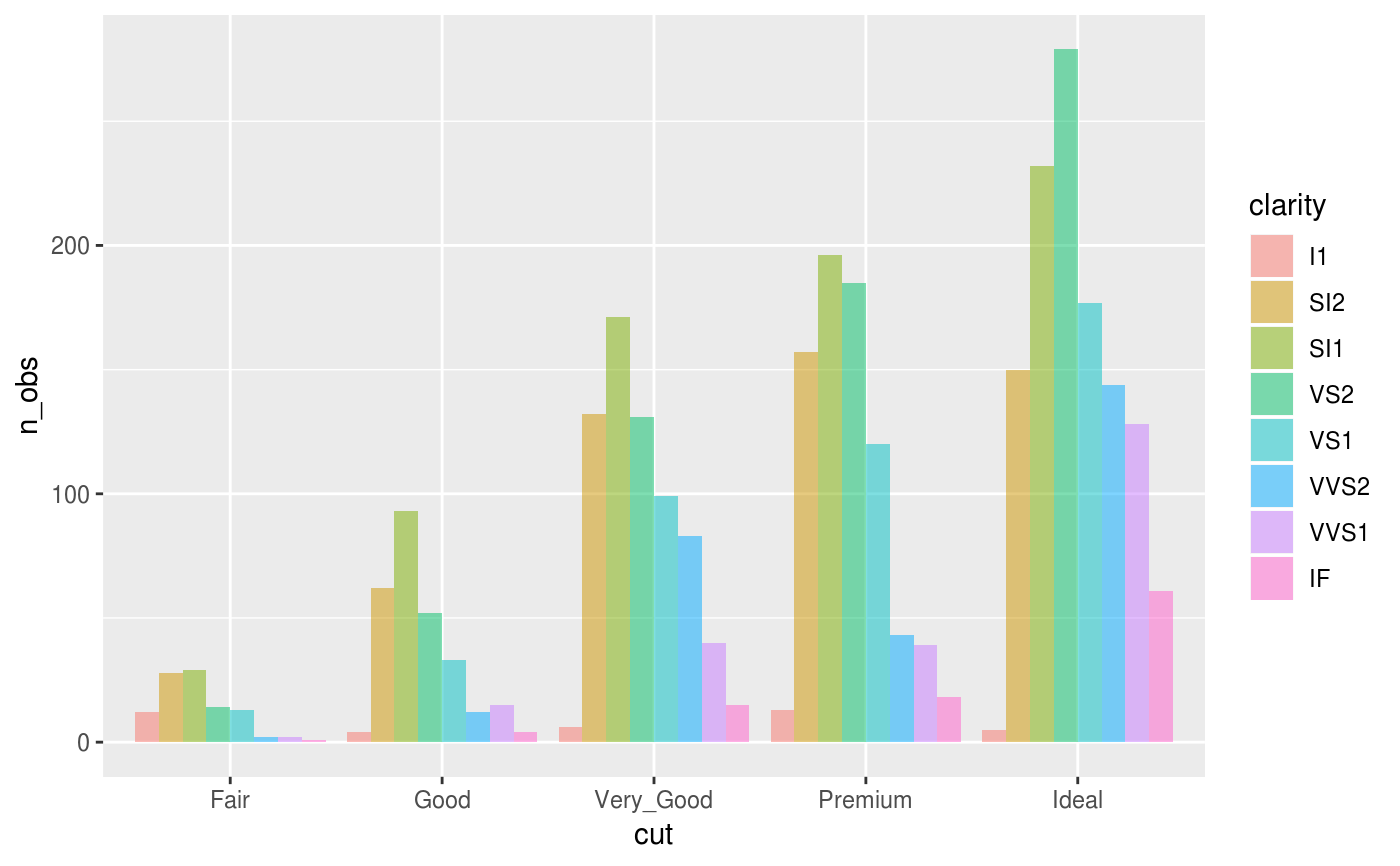 n_obs
200
100
0
Fair Good Very_Good Premium Ideal
cut
clarity
I1
SI2
SI1
VS2
VS1
VVS2
VVS1
IF